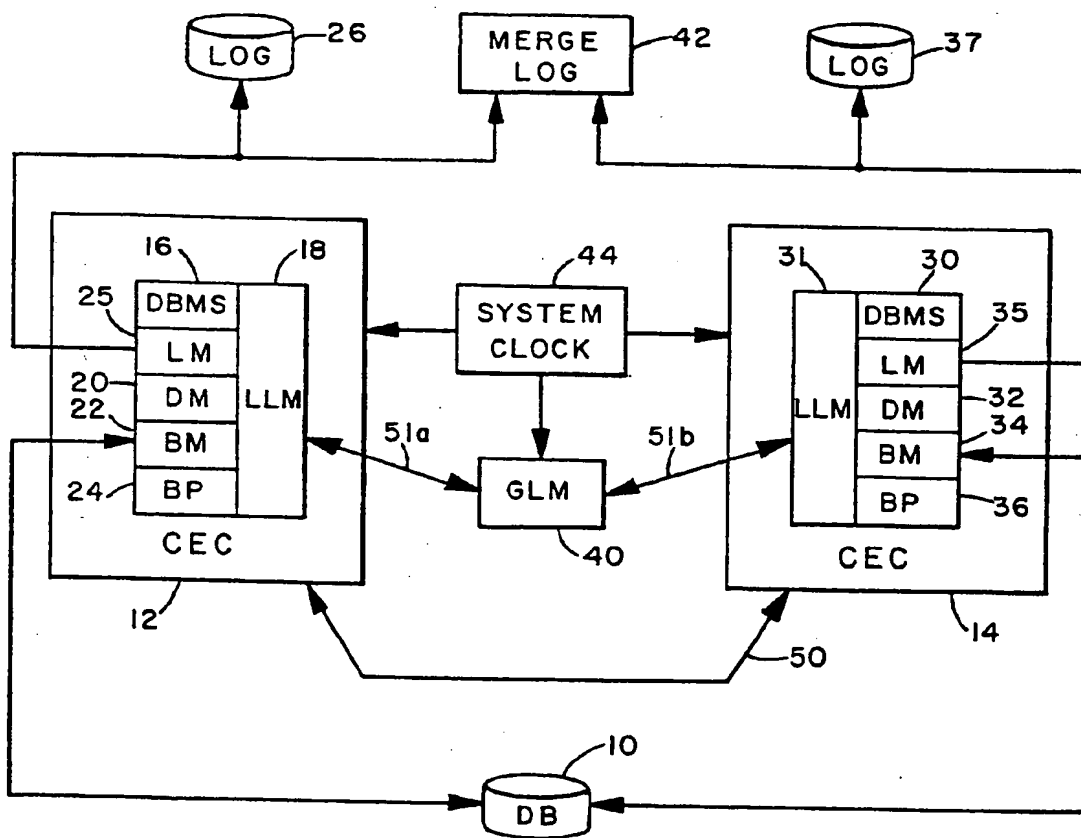 LOG
26
MERGE
LOG
42
LOG
37
16
18
44
31
30
25
DBMS
LM
20
DM
22
BM
24
BP
LLM
CEC
12
SYSTEM
CLOCK
51a
51b
GLM
40
LLM
DBMS
35
LM
DM
32
34
BM
BP
36
CEC
14
50
10
DB